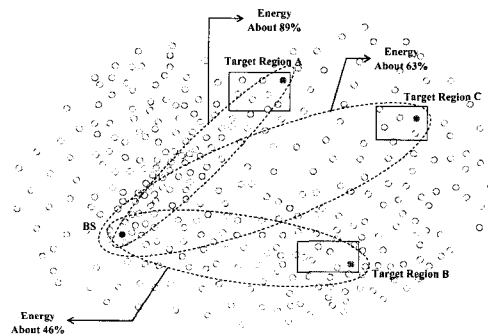 Energy
About 89%
Energy
About 63%
Target Region A
Target Region C
BS
Target Region B
Energy
About 46%